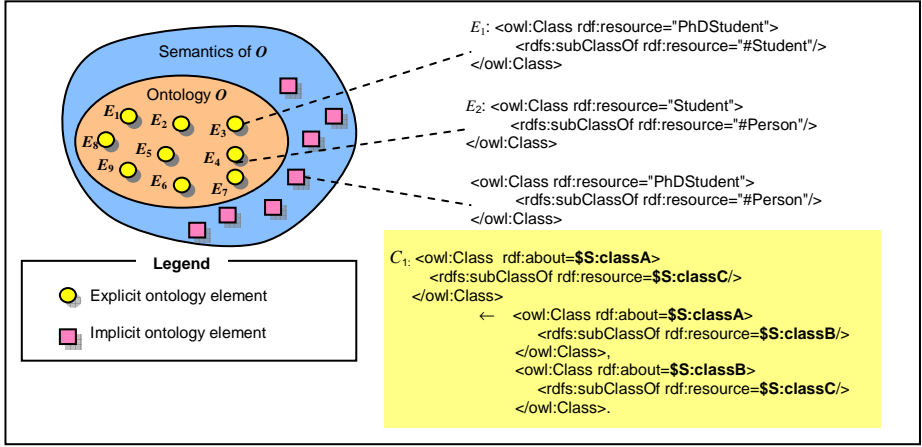 Semantics of O
Ontology O
E1
E2
E3
E8
E5
E4
E9
E6
E7
Legend
Explicit ontology element
Implicit ontology element
E1: <owl:Class rdf:resource="PhDStudent">
<rdfs:subClassOf rdf:resource="#Student"/>
</owl:Class>
E2: <owl:Class rdf:resource="Student">
<rdfs:subClassOf rdf:resource="#Person"/>
</owl:Class>
<owl:Class rdf:resource="PhDStudent">
<rdfs:subClassOf rdf:resource="#Person"/>
</owl:Class>
C1: <owl:Class rdf:about=$S:classA>
<rdfs:subClassOf rdf:resource=$S:classC/>
</owl:Class>
← <owl:Class rdf:about=$S:classA>
<rdfs:subClassOf rdf:resource=$S:classB/>
</owl:Class>,
<owl:Class rdf:about=$S:classB>
<rdfs:subClassOf rdf:resource=$S:classC/>
</owl:Class>.